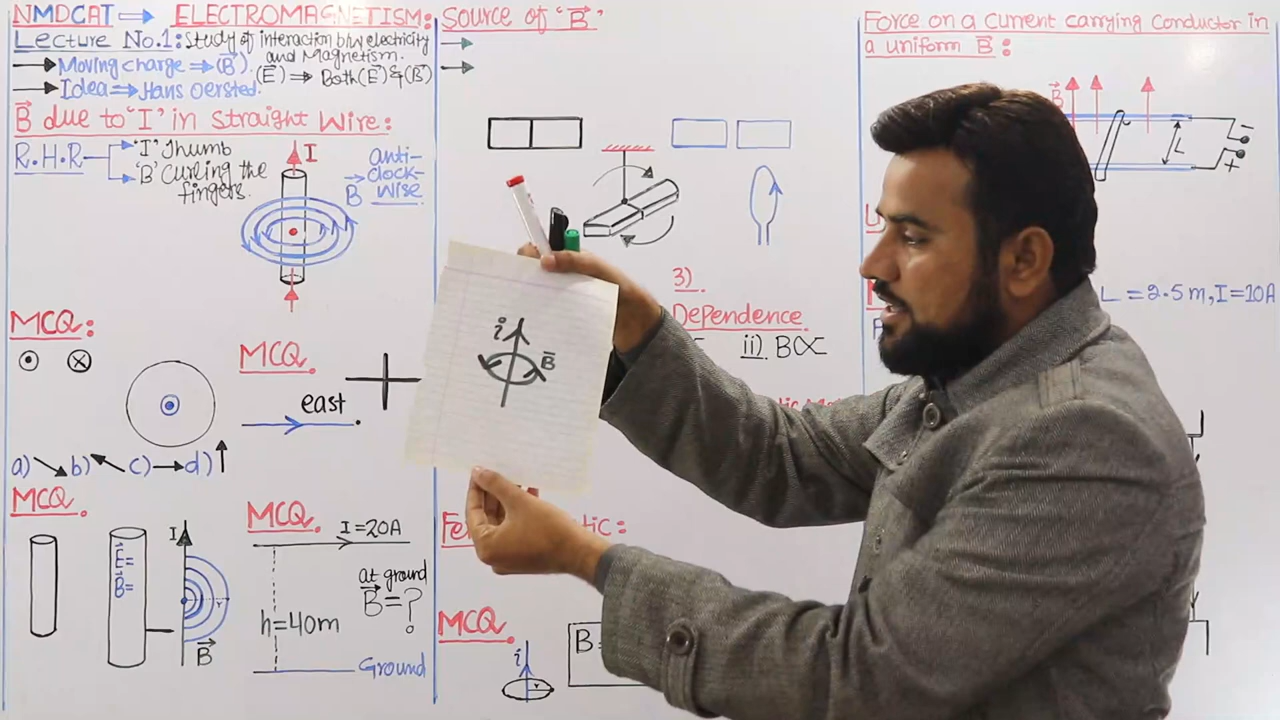 NMDCAT ⇒ ELECTROMAGNETISM:
Lecture No.1: Study of interaction b/w electricity
and Magnetism.
→ Moving charge ⇒ (B⃗). (E⃗) ⇒ Both (E⃗) & (B⃗)
→ Idea ⇒ Hans Oersted.
B⃗ due to "I" in Straight Wire:
R.H.R
'I' Thumb
'B' Curling the
fingers.
I
anti-
clock-
wise
B⃗
MCQ:
MCQ.
east
a) ↘ b) ↖ c) → d) ↑
MCQ.
E⃗=
B⃗=
I
r
B⃗
MCQ.
I=20A
h=40m
at ground
B⃗=?
Ground
Source of "B⃗"
i
B⃗
3).
Dependence
ii). B∝
MCQ.
i
r
B=
Force on a current carrying conductor in
a uniform B⃗:
B⃗
L
−
+
L=2.5m, I=10A